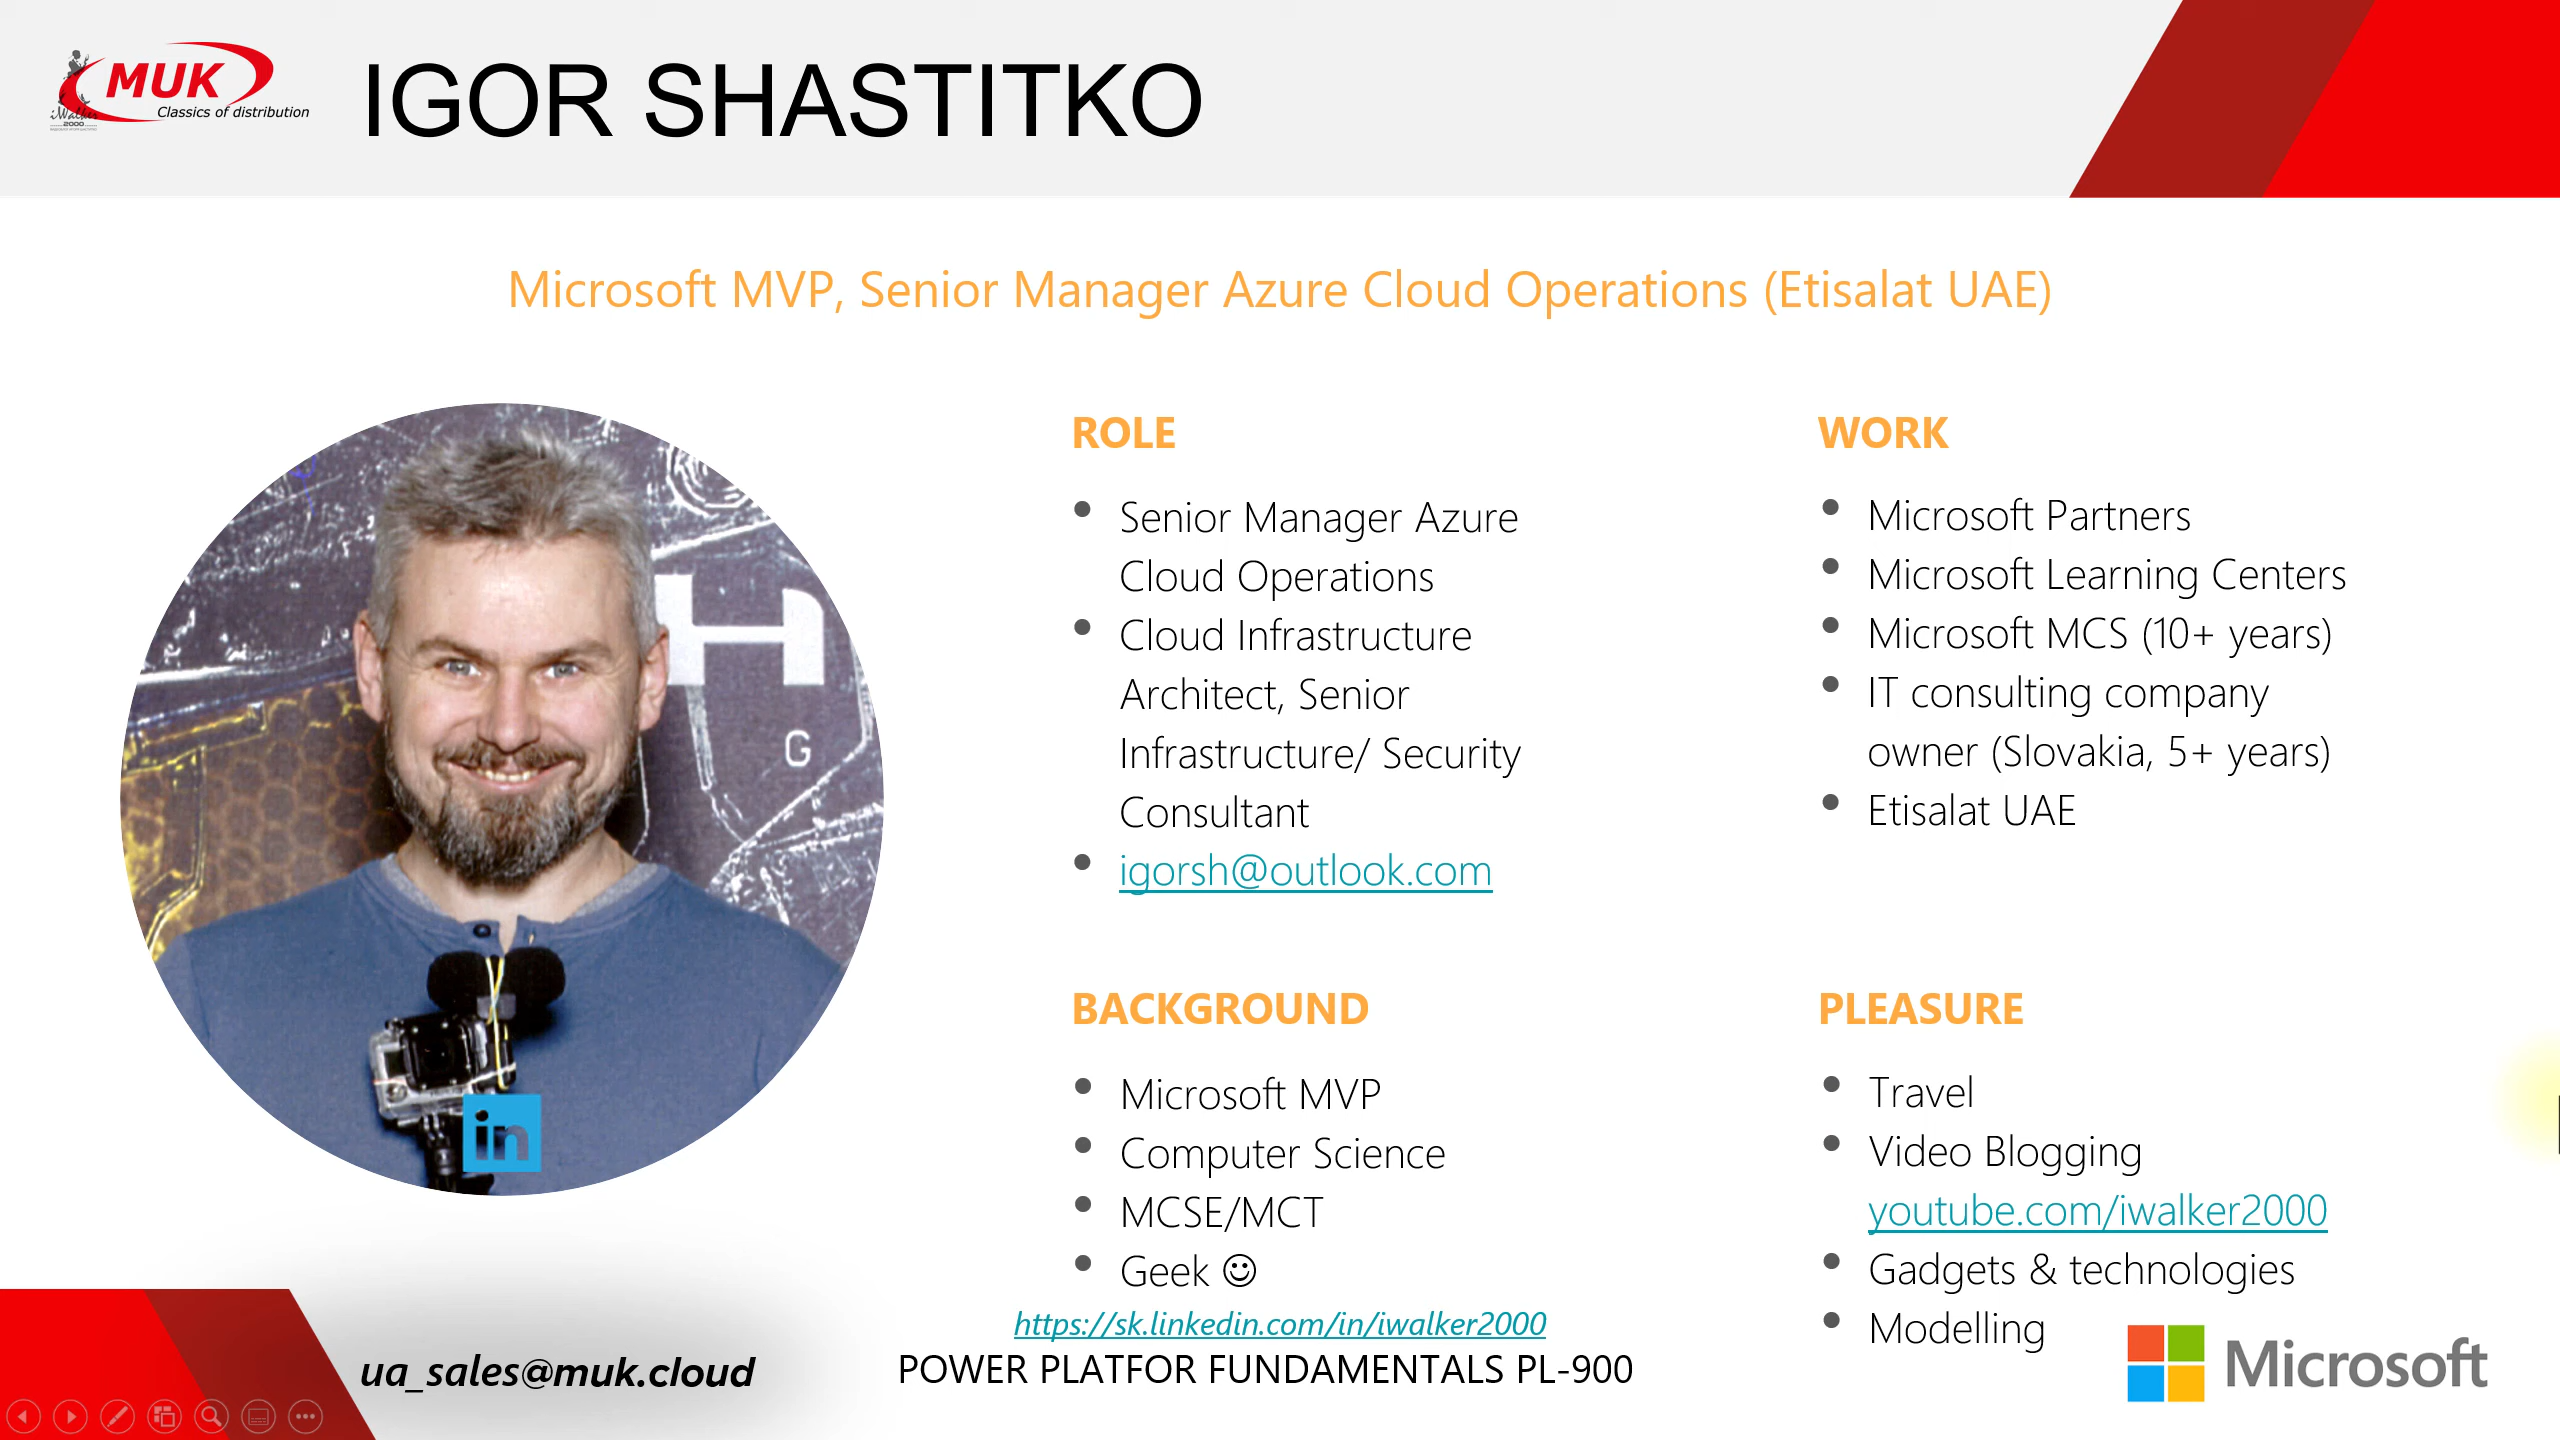 MUK
Classics of distribution
iWalker
2000
IGOR SHASTITKO
Microsoft MVP, Senior Manager Azure Cloud Operations (Etisalat UAE)
ROLE
Senior Manager Azure
Cloud Operations
Cloud Infrastructure
Architect, Senior
Infrastructure/ Security
Consultant
igorsh@outlook.com
WORK
Microsoft Partners
Microsoft Learning Centers
Microsoft MCS (10+ years)
IT consulting company
owner (Slovakia, 5+ years)
Etisalat UAE
BACKGROUND
Microsoft MVP
Computer Science
MCSE/MCT
Geek ☺
PLEASURE
Travel
Video Blogging
youtube.com/iwalker2000
Gadgets & technologies
Modelling
G
in
https://sk.linkedin.com/in/iwalker2000
ua_sales@muk.cloud
POWER PLATFOR FUNDAMENTALS PL-900
Microsoft